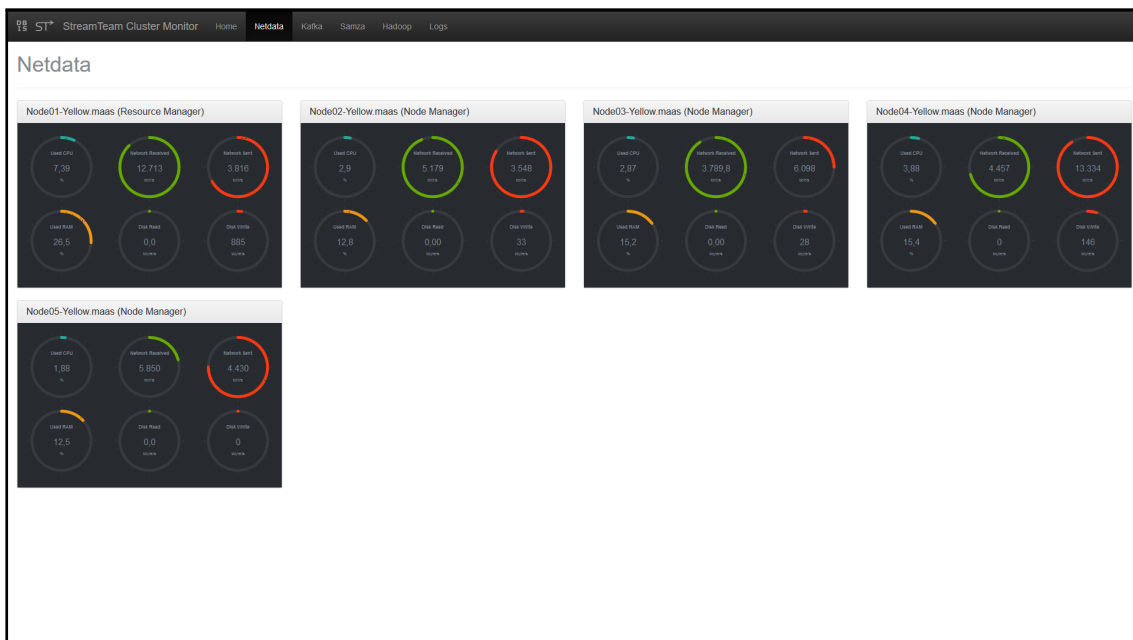 DB
IS ST StreamTeam Cluster Monitor Home Netdata Kafka Samza Hadoop Logs
Netdata
Node01-Yellow.maas (Resource Manager)
Used CPU Network Received Network Sent
7,39 12.713 3.816
%
Used RAM Disk Read Disk Write
26,5 0,0 885
%
Node02-Yellow.maas (Node Manager)
Used CPU Network Received Network Sent
2,9 5.179 3.548
%
Used RAM Disk Read Disk Write
12,8 0,00 33
%
Node03-Yellow.maas (Node Manager)
Used CPU Network Received Network Sent
2,87 3.789,8 6.098
%
Used RAM Disk Read Disk Write
15,2 0,00 28
%
Node04-Yellow.maas (Node Manager)
Used CPU Network Received Network Sent
3,88 4.457 13.334
%
Used RAM Disk Read Disk Write
15,4 0 146
%
Node05-Yellow.maas (Node Manager)
Used CPU Network Received Network Sent
1,88 5.850 4.430
%
Used RAM Disk Read Disk Write
12,5 0,0 0
%